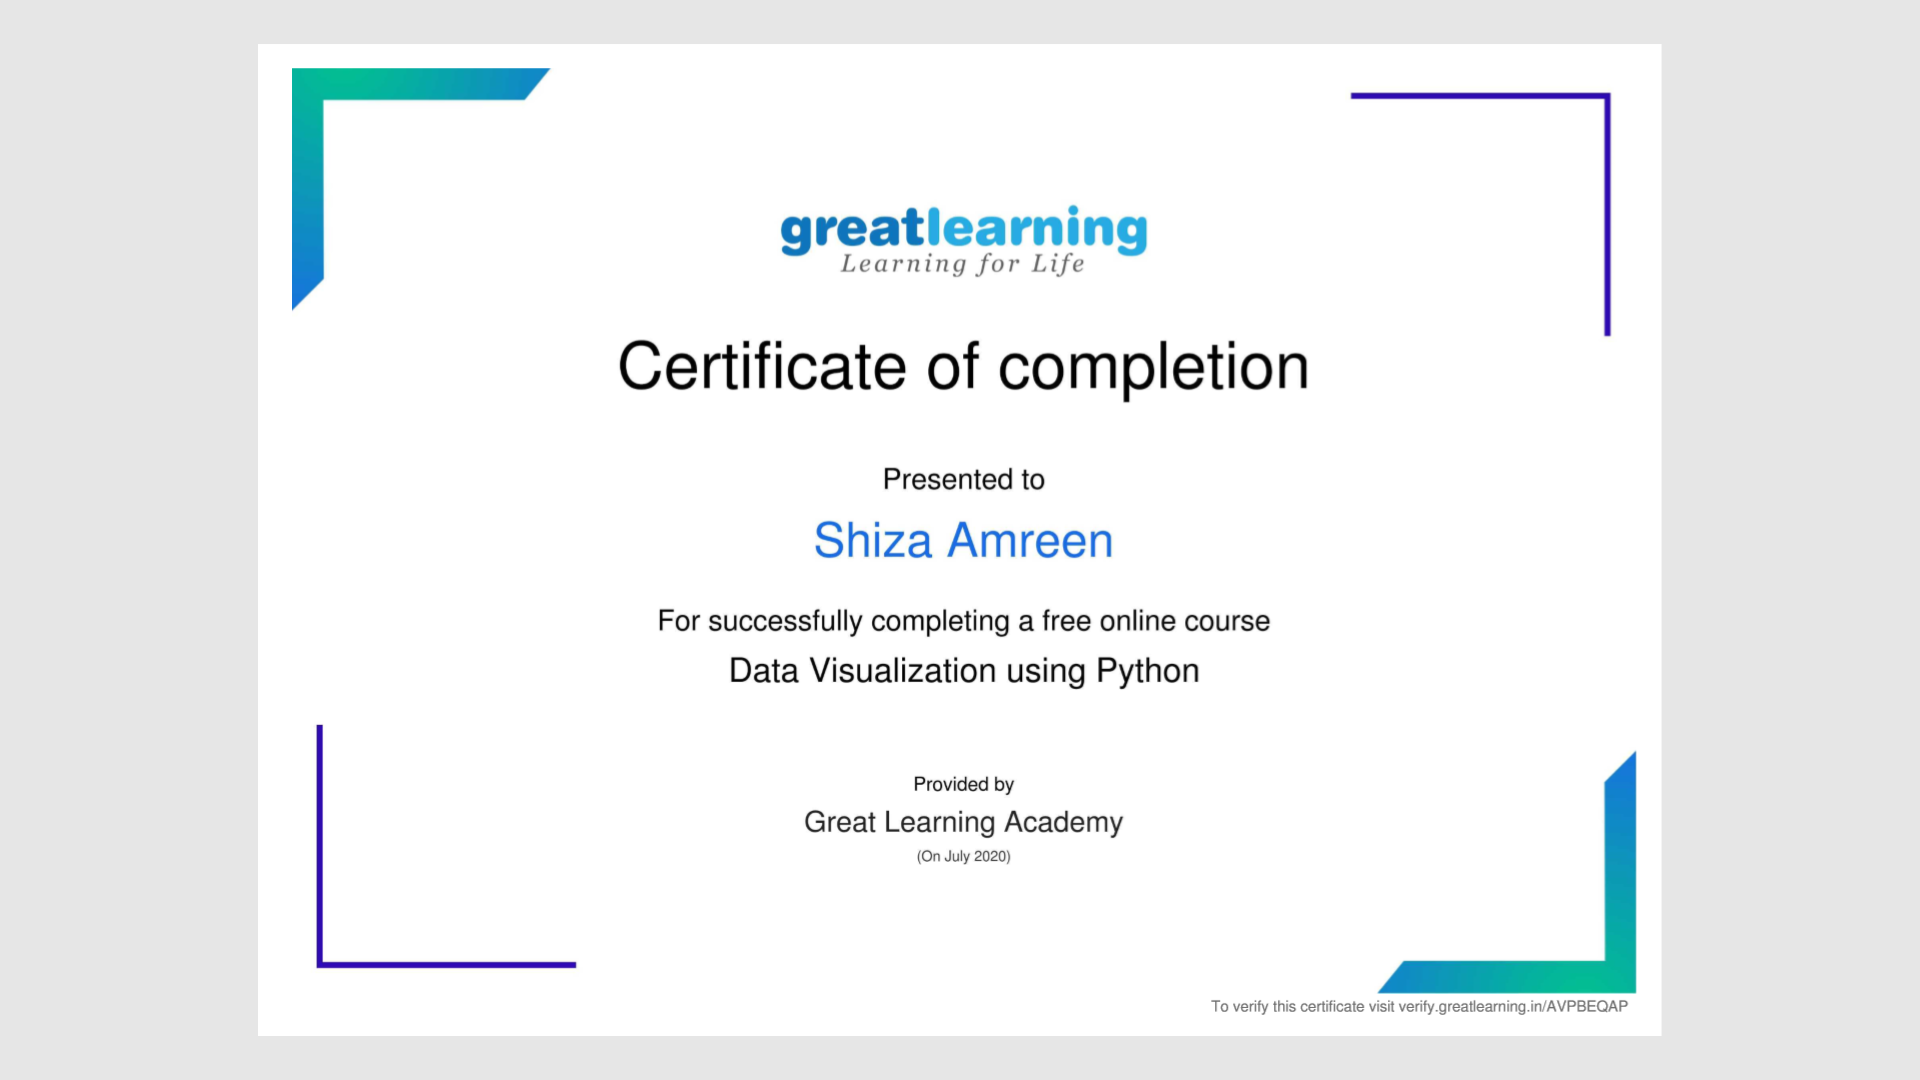 greatlearning
Learning for Life
Certificate of completion
Presented to
Shiza Amreen
For successfully completing a free online course
Data Visualization using Python
Provided by
Great Learning Academy
(On July 2020)
To verify this certificate visit verify.greatlearning.in/AVPBEQAP